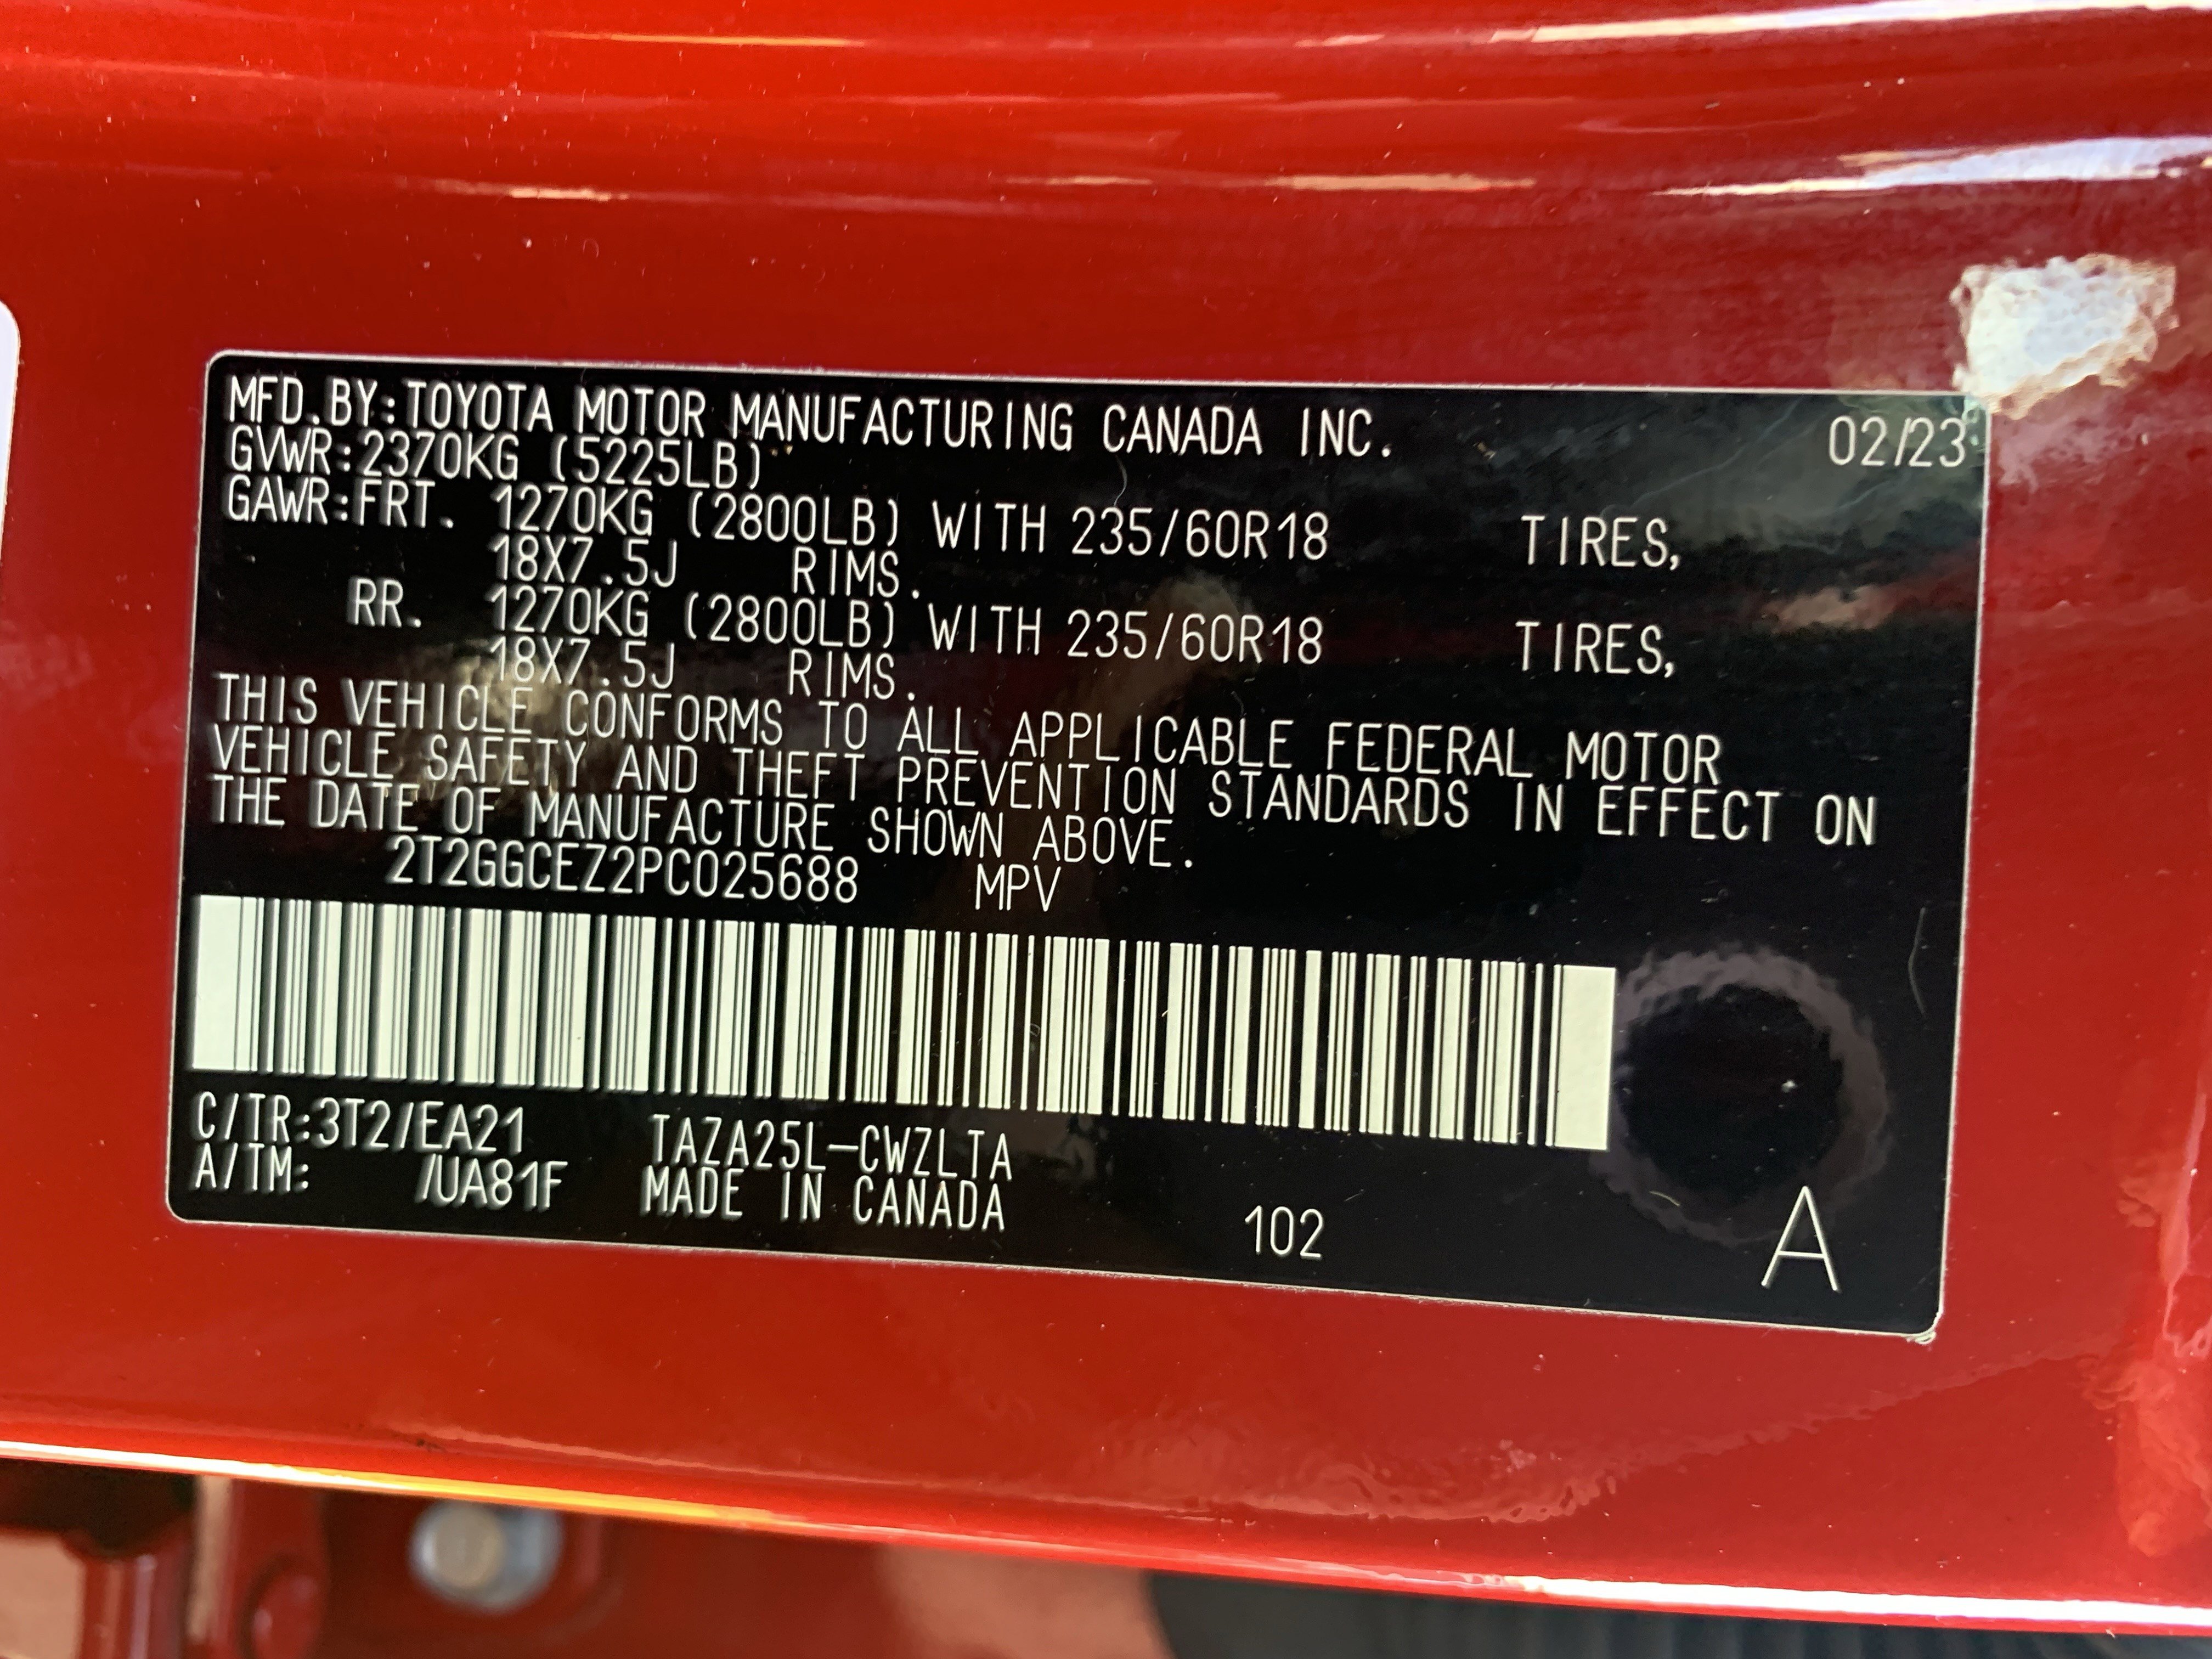 MFD.BY:TOYOTA MOTOR MANUFACTURING CANADA INC. 02/23
GVWR:2370KG (5225LB)
GAWR:FRT. 1270KG (2800LB) WITH 235/60R18 TIRES,
18X7.5J RIMS.
RR. 1270KG (2800LB) WITH 235/60R18 TIRES,
18X7.5J RIMS.
THIS VEHICLE CONFORMS TO ALL APPLICABLE FEDERAL MOTOR
VEHICLE SAFETY AND THEFT PREVENTION STANDARDS IN EFFECT ON
THE DATE OF MANUFACTURE SHOWN ABOVE.
2T2GGCEZ2PC025688 MPV
C/TR:3T2/EA21 TAZA25L-CWZLTA
A/TM: /UA81F MADE IN CANADA
102
A